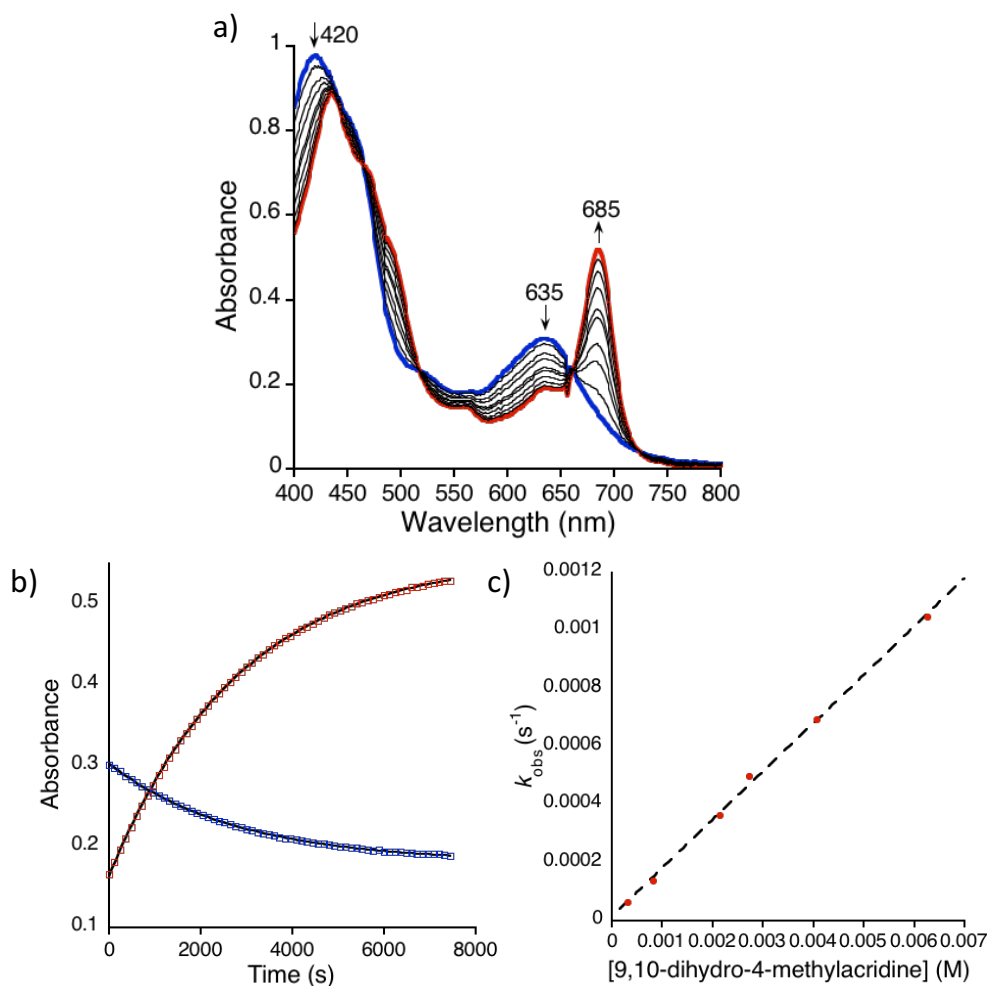 a)
420
1
0.8
0.6
0.4
0.2
0
685
635
Absorbance
400 450 500 550 600 650 700 750 800
Wavelength (nm)
b)
0.5
0.4
0.3
0.2
0.1
Absorbance
0 2000 4000 6000 8000
Time (s)
c)
0.0012
0.001
0.0008
0.0006
0.0004
0.0002
0
kobs (s-1)
0 0.001 0.002 0.003 0.004 0.005 0.006 0.007
[9,10-dihydro-4-methylacridine] (M)